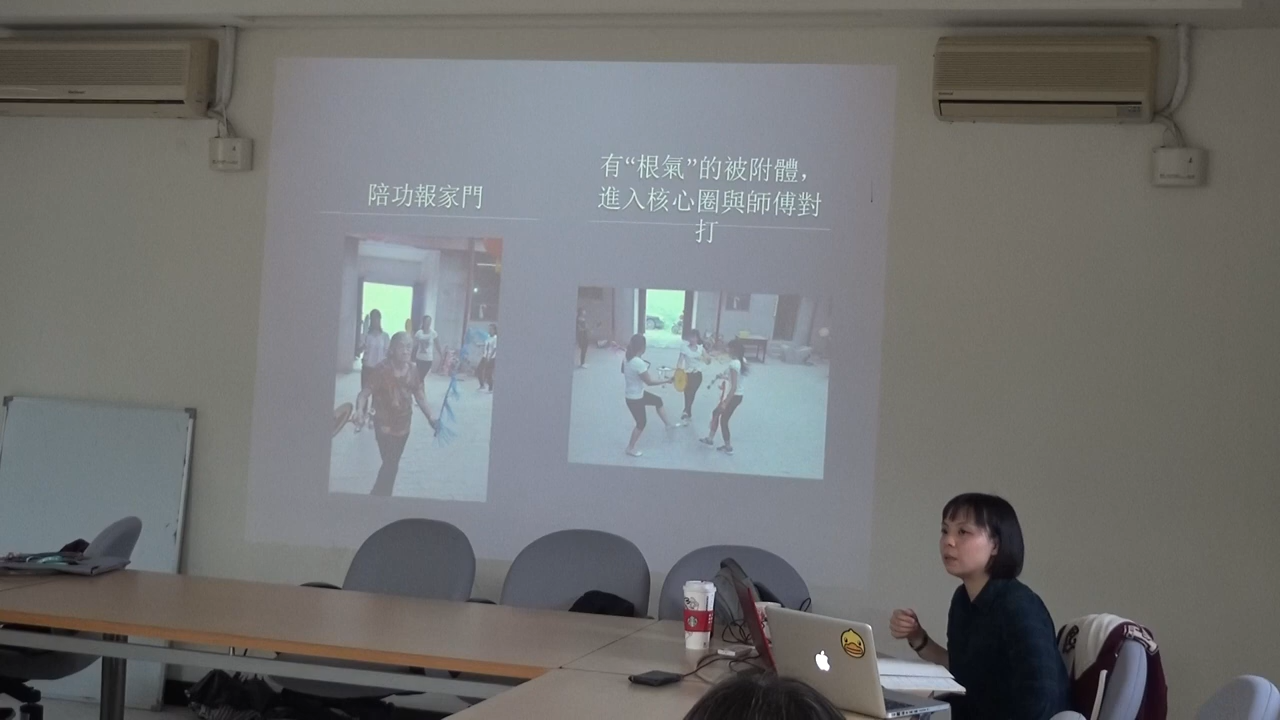 陪功報家門
有“根氣”的被附體，
進入核心圈與師傅對
打